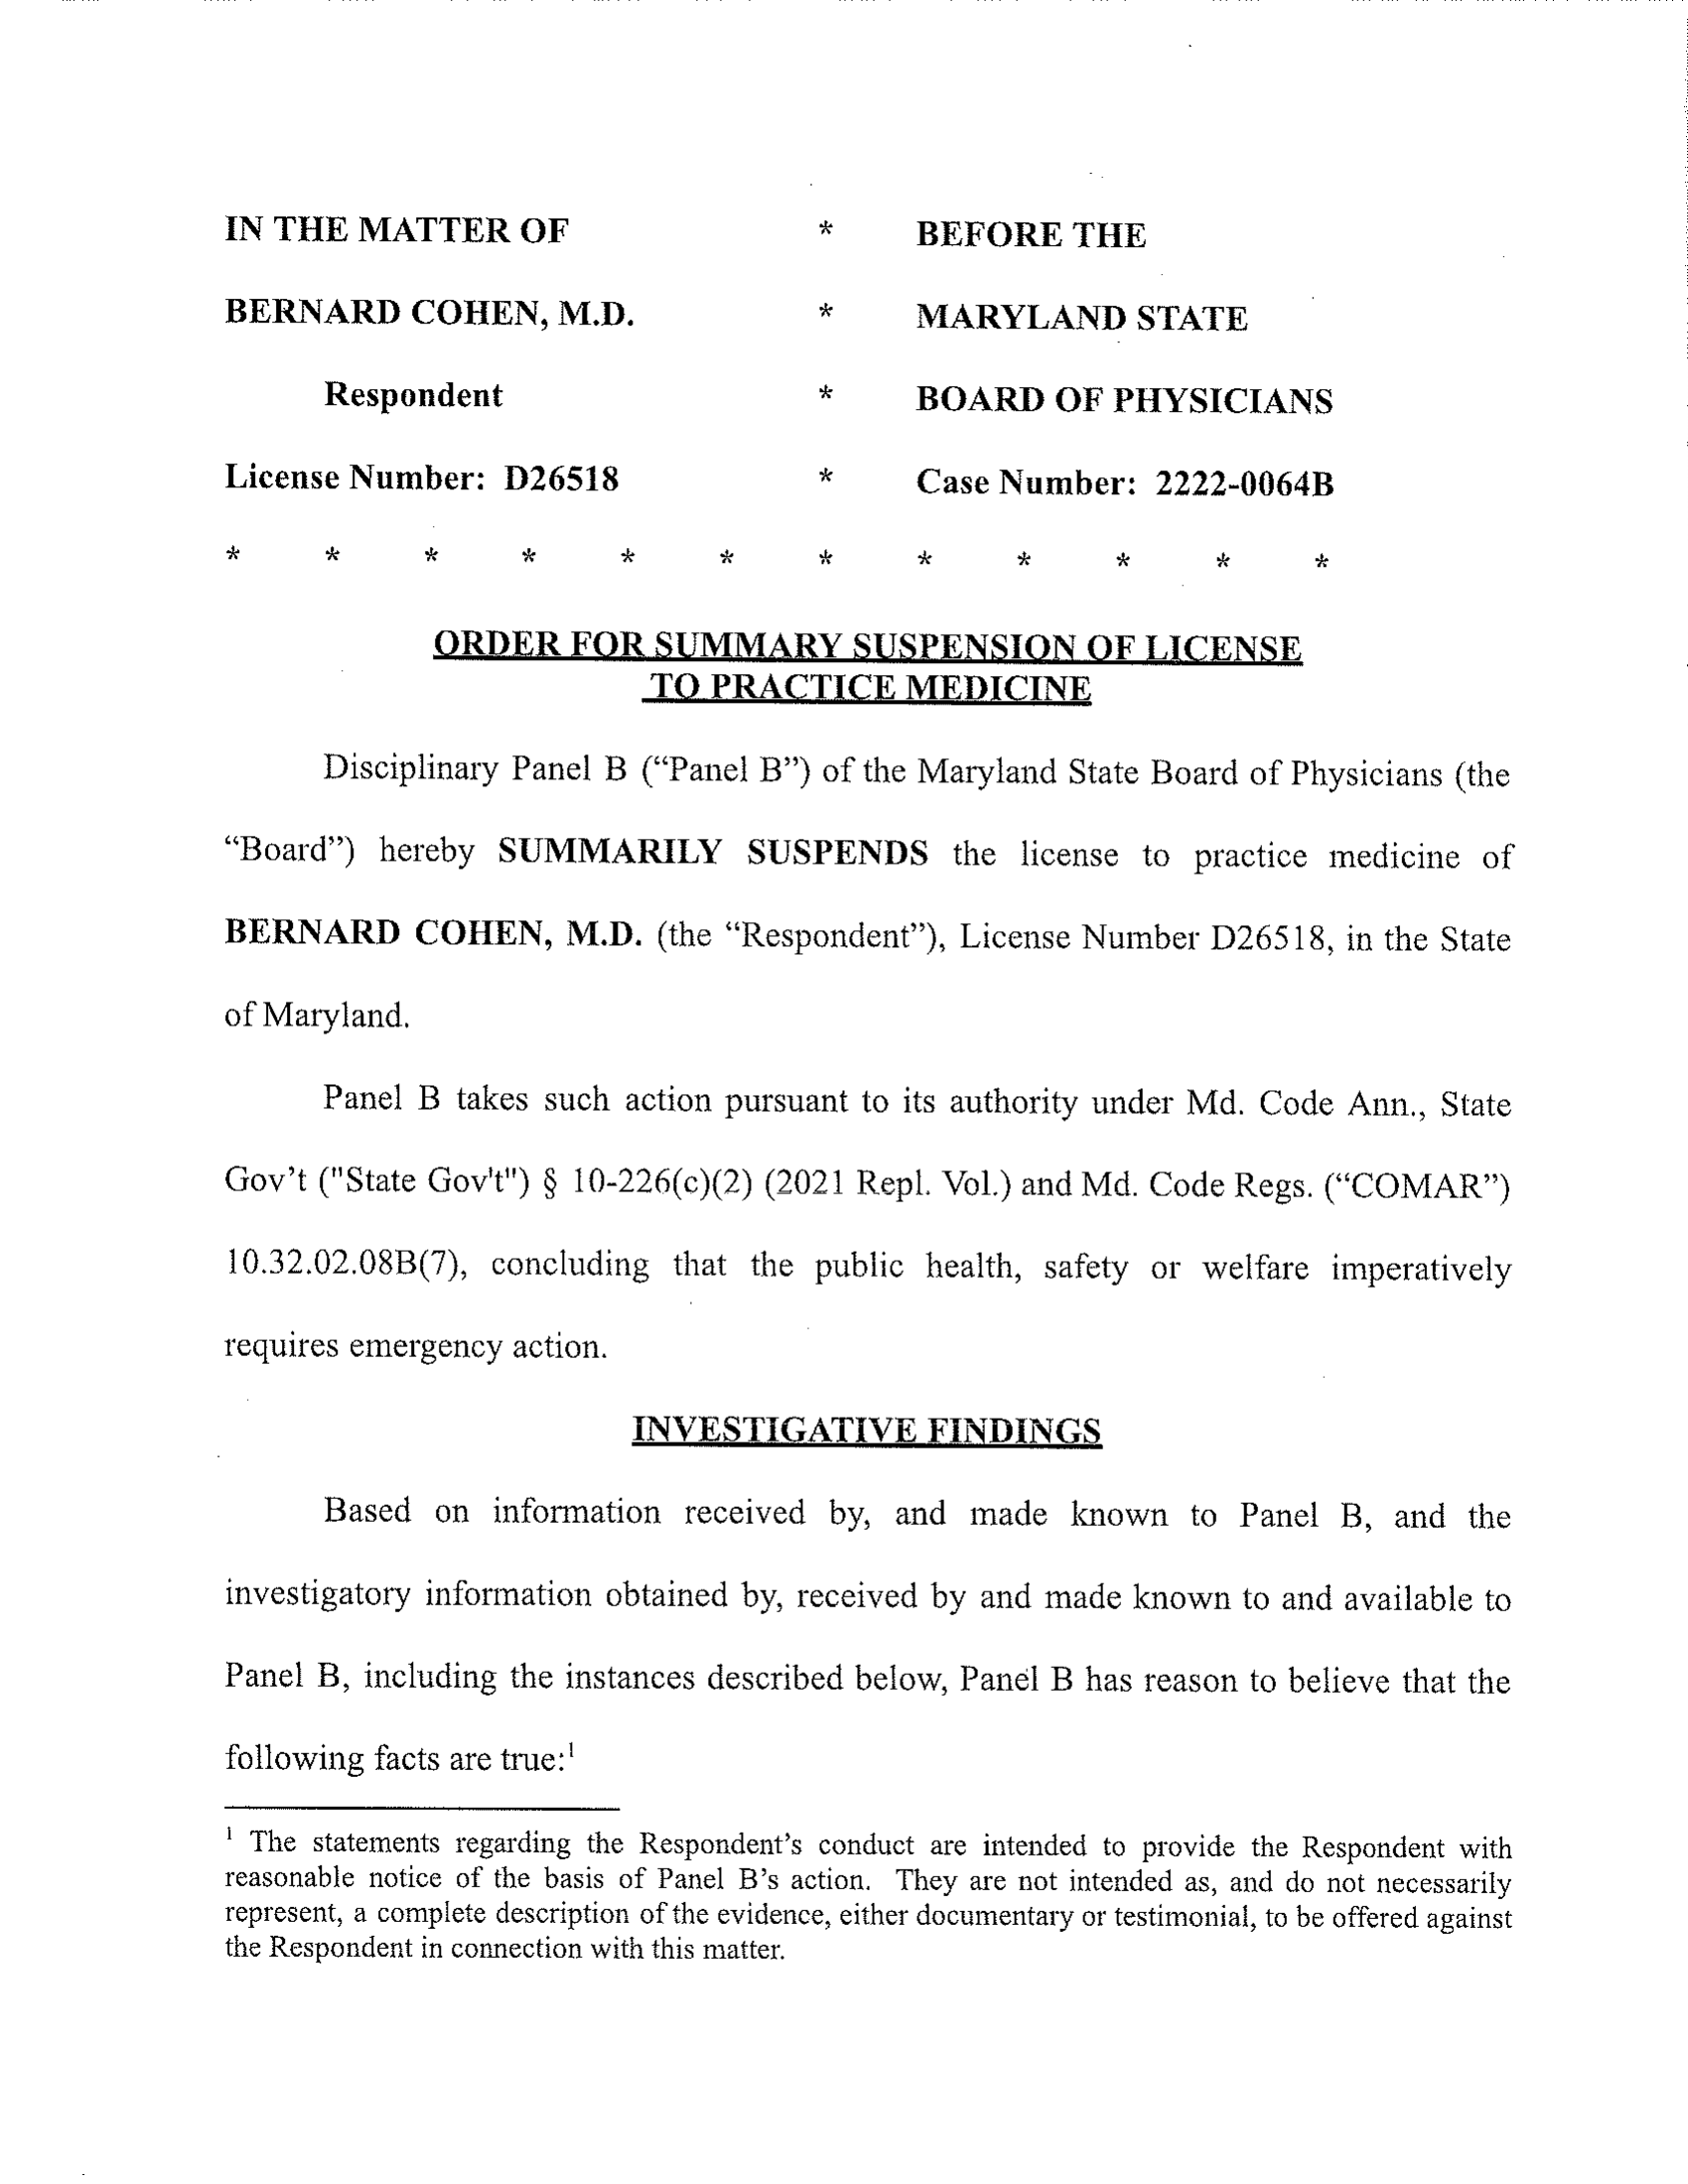 IN THE MATTER OF * BEFORE THE
BERNARD COHEN, M.D. * MARYLAND STATE
Respondent * BOARD OF PHYSICIANS
License Number: D26518 * Case Number: 2222-0064B
* * * * * * * * * * * *
ORDER FOR SUMMARY SUSPENSION OF LICENSE
TO PRACTICE MEDICINE
Disciplinary Panel B (“Panel B”) of the Maryland State Board of Physicians (the
“Board”) hereby SUMMARILY SUSPENDS the license to practice medicine of
BERNARD COHEN, M.D. (the “Respondent”), License Number D26518, in the State
of Maryland.
Panel B takes such action pursuant to its authority under Md. Code Ann., State
Gov’t ("State Gov't") § 10-226(c)(2) (2021 Repl. Vol.) and Md. Code Regs. (“COMAR”)
10.32.02.08B(7), concluding that the public health, safety or welfare imperatively
requires emergency action.
INVESTIGATIVE FINDINGS
Based on information received by, and made known to Panel B, and the
investigatory information obtained by, received by and made known to and available to
Panel B, including the instances described below, Panel B has reason to believe that the
following facts are true:¹
¹ The statements regarding the Respondent’s conduct are intended to provide the Respondent with
reasonable notice of the basis of Panel B’s action. They are not intended as, and do not necessarily
represent, a complete description of the evidence, either documentary or testimonial, to be offered against
the Respondent in connection with this matter.